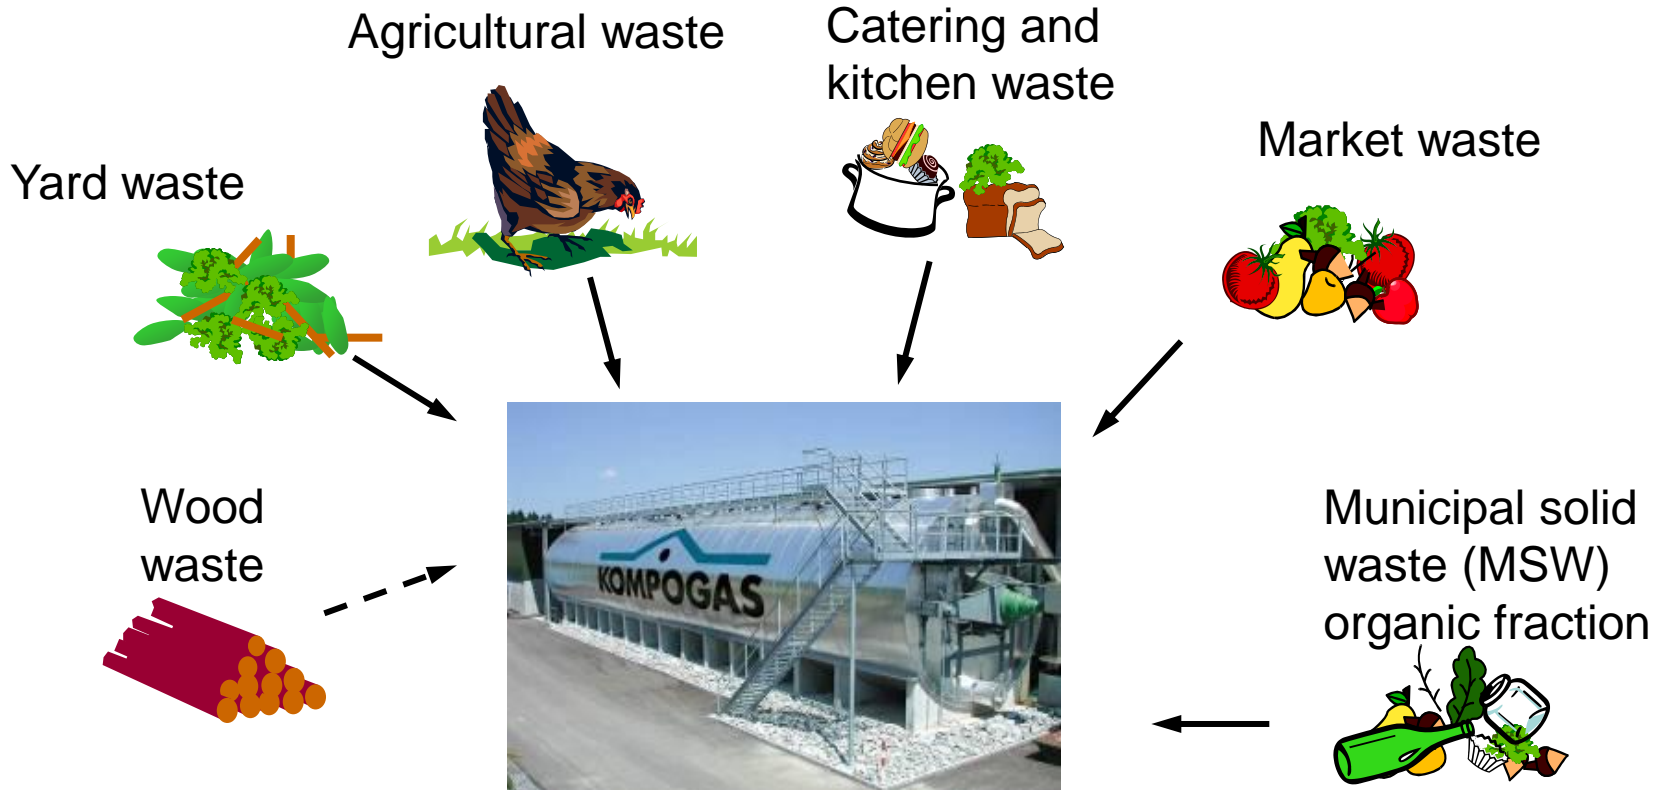 Agricultural waste
Catering and
kitchen waste
Market waste
Yard waste
Wood
waste
KOMPOGAS
Municipal solid
waste (MSW)
organic fraction